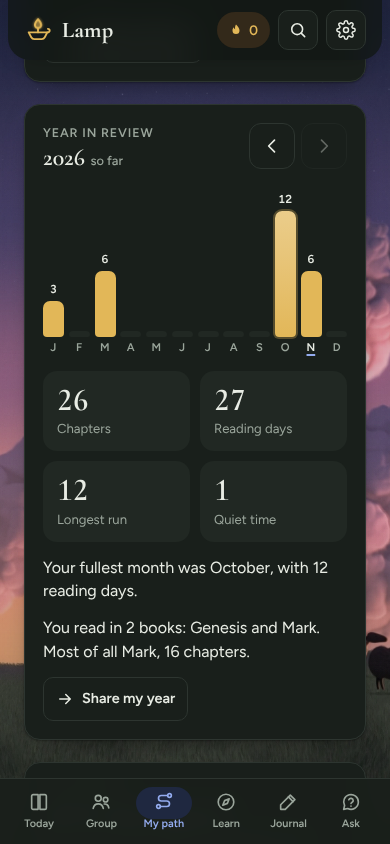 Lamp
0
YEAR IN REVIEW
2026 so far
12
6
6
3
J F M A M J J A S O N D
26
Chapters
27
Reading days
12
Longest run
1
Quiet time
Your fullest month was October, with 12
reading days.
You read in 2 books: Genesis and Mark.
Most of all Mark, 16 chapters.
Share my year
Today
Group
My path
Learn
Journal
Ask